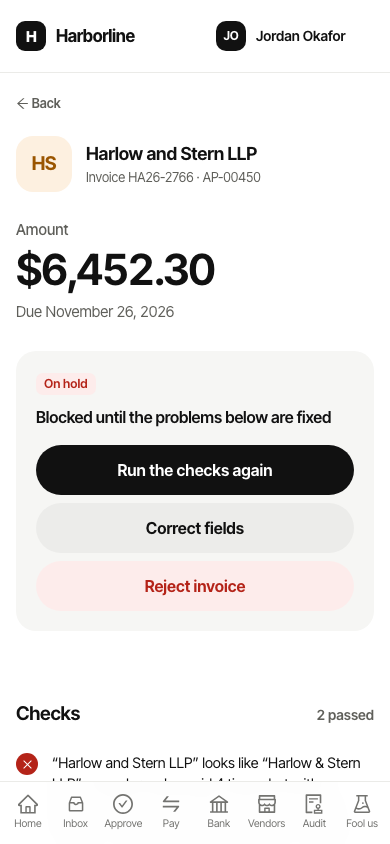 H Harborline
JO Jordan Okafor
← Back
HS
Harlow and Stern LLP
Invoice HA26-2766 · AP-00450
Amount
$6,452.30
Due November 26, 2026
On hold
Blocked until the problems below are fixed
Run the checks again
Correct fields
Reject invoice
Checks
2 passed
“Harlow and Stern LLP” looks like “Harlow & Stern
Home
Inbox
Approve
Pay
Bank
Vendors
Audit
Fool us